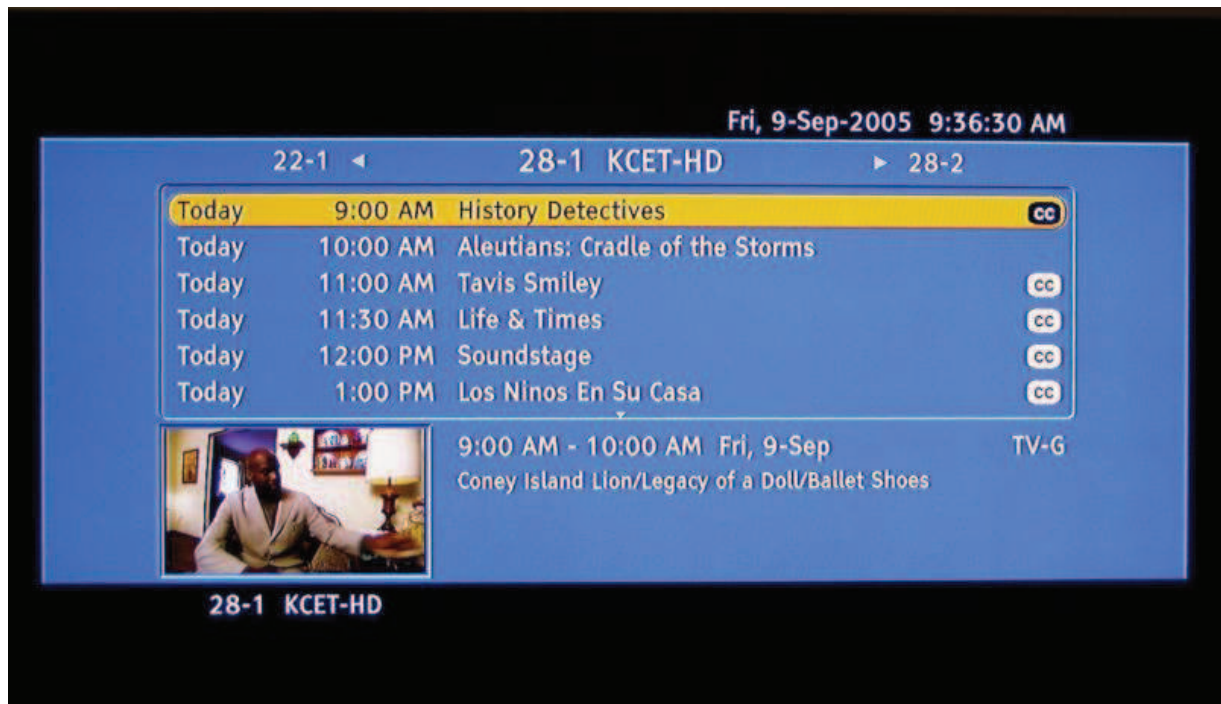 Fri, 9-Sep-2005 9:36:30 AM
22-1 ◄ 28-1 KCET-HD ► 28-2
Today 9:00 AM History Detectives CC
Today 10:00 AM Aleutians: Cradle of the Storms
Today 11:00 AM Tavis Smiley CC
Today 11:30 AM Life & Times CC
Today 12:00 PM Soundstage CC
Today 1:00 PM Los Ninos En Su Casa CC
9:00 AM - 10:00 AM Fri, 9-Sep TV-G
Coney Island Lion/Legacy of a Doll/Ballet Shoes
28-1 KCET-HD